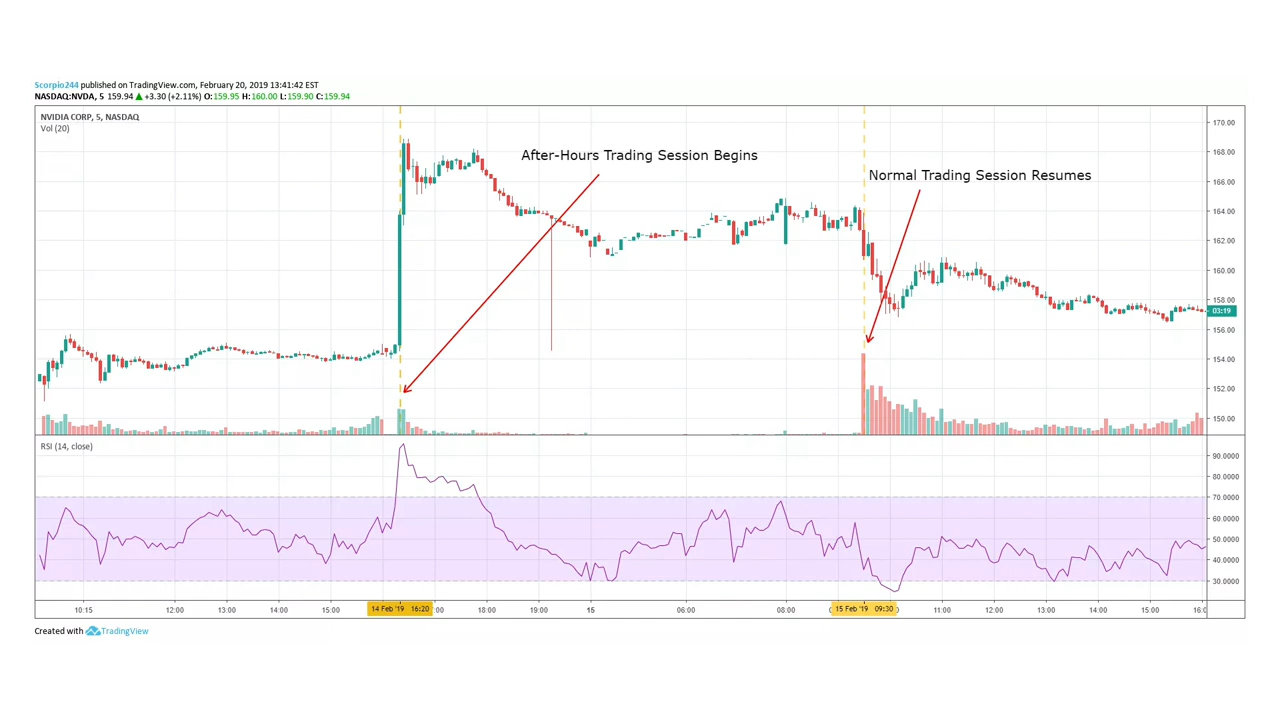 Scorpio244 published on TradingView.com, February 20, 2019 13:41:42 EST
NASDAQ:NVDA, 5 159.94 ▲ +3.30 (+2.11%) O:159.95 H:160.00 L:159.90 C:159.94
NVIDIA CORP, 5, NASDAQ
Vol (20)
After-Hours Trading Session Begins
Normal Trading Session Resumes
170.00
168.00
166.00
164.00
162.00
160.00
158.00
03:19
156.00
154.00
152.00
150.00
RSI (14, close)
90.0000
80.0000
70.0000
60.0000
50.0000
40.0000
30.0000
10:15 12:00 13:00 14:00 15:00 14 Feb '19 16:20 18:00 19:00 15 06:00 08:00 15 Feb '19 09:30 11:00 12:00 13:00 14:00 15:00
Created with TradingView